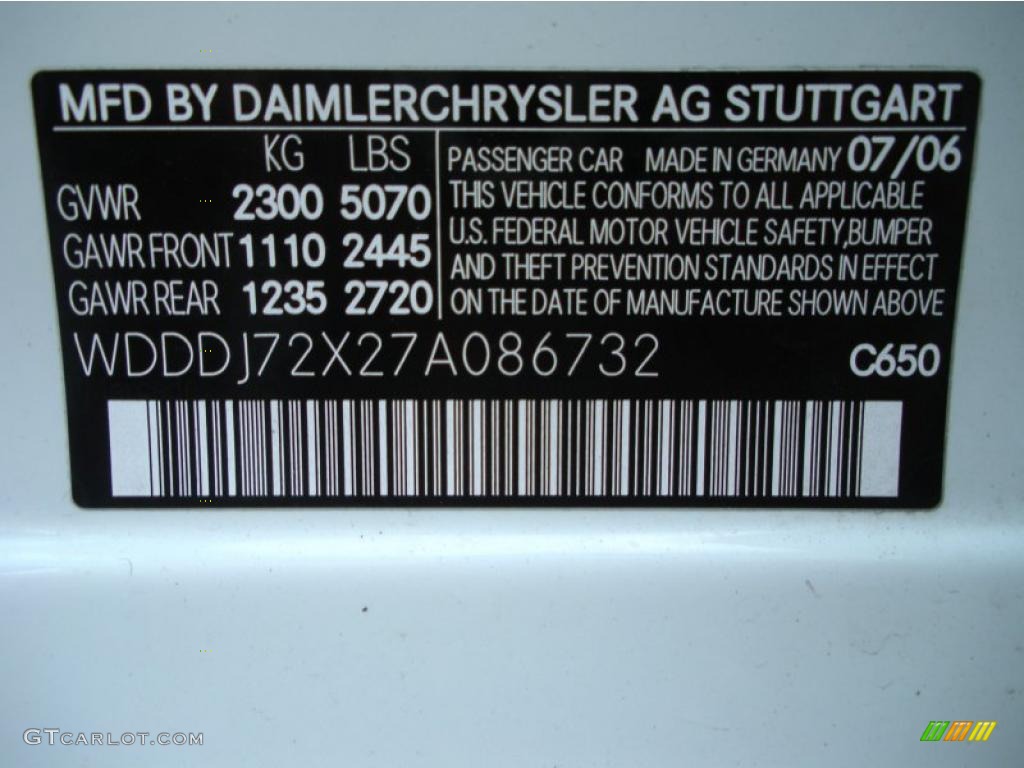 MFD BY DAIMLERCHRYSLER AG STUTTGART
KG LBS
GVWR 2300 5070
GAWR FRONT 1110 2445
GAWR REAR 1235 2720
PASSENGER CAR MADE IN GERMANY 07/06
THIS VEHICLE CONFORMS TO ALL APPLICABLE
U.S. FEDERAL MOTOR VEHICLE SAFETY,BUMPER
AND THEFT PREVENTION STANDARDS IN EFFECT
ON THE DATE OF MANUFACTURE SHOWN ABOVE
WDDDJ72X27A086732 C650
GTCARLOT.COM